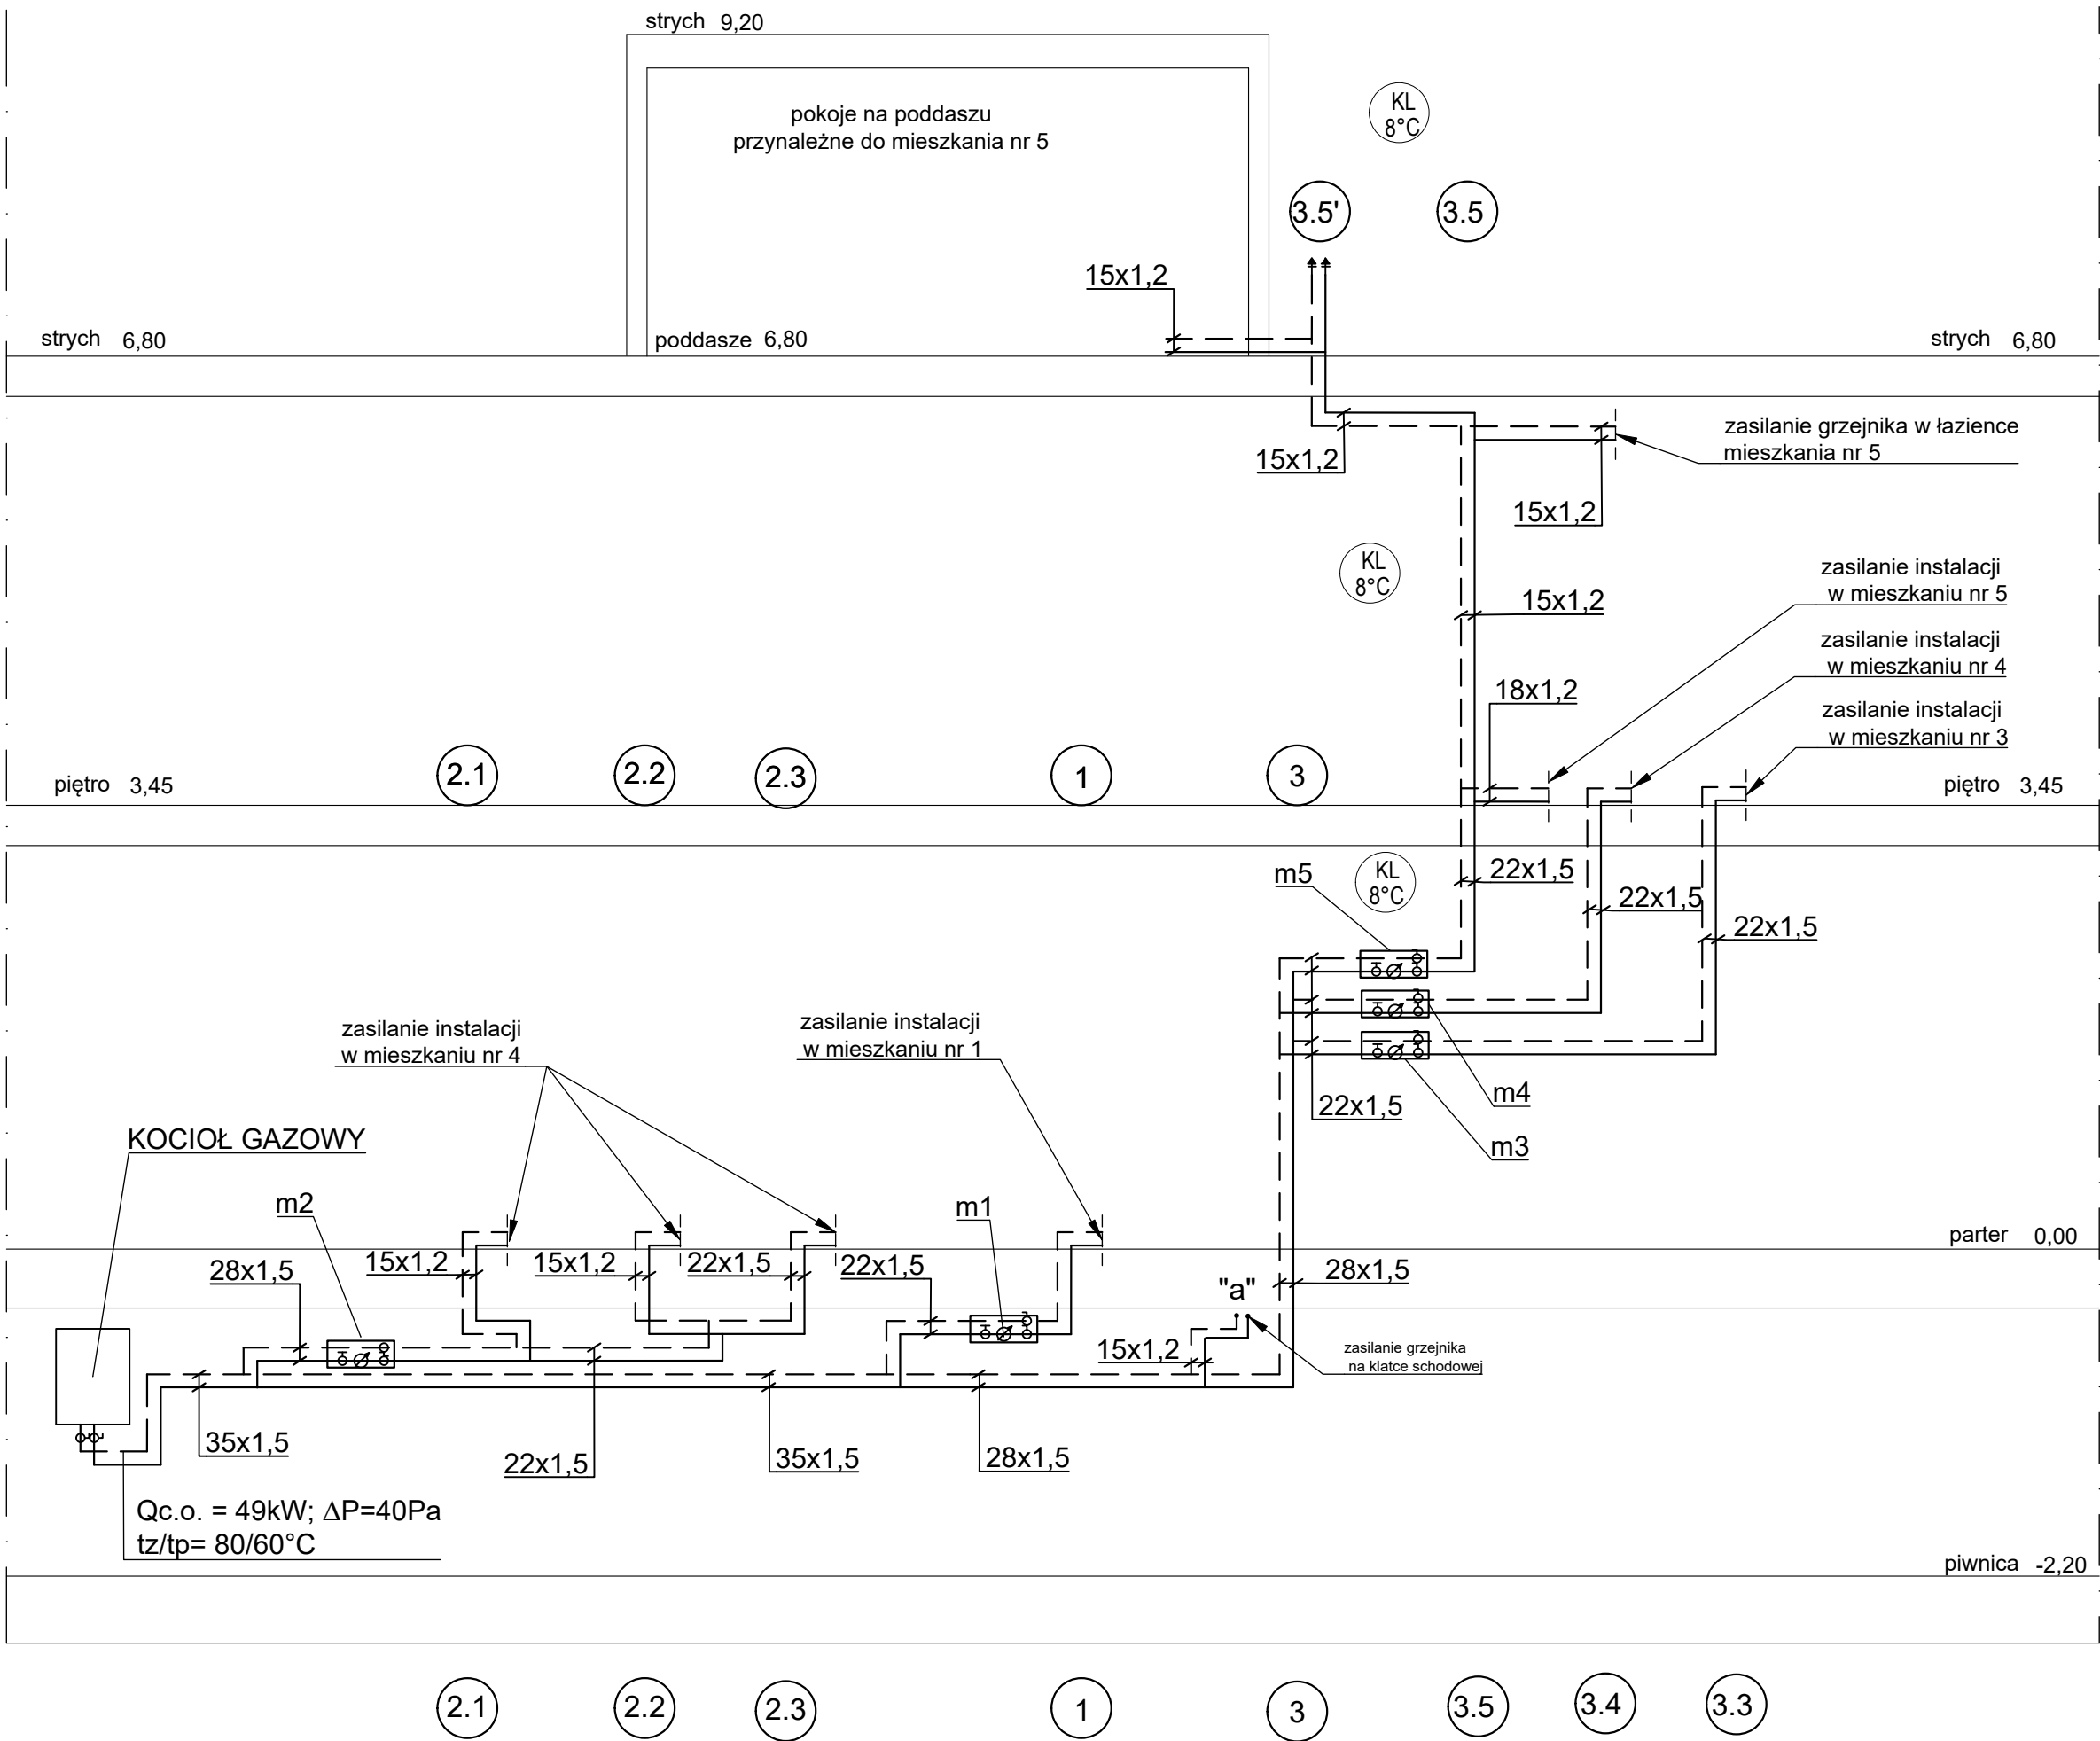 strych 9,20
pokoje na poddaszu
przynależne do mieszkania nr 5
KL
8°C
3.5'
3.5
15x1,2
strych 6,80
poddasze 6,80
strych 6,80
zasilanie grzejnika w łazience
mieszkania nr 5
15x1,2
15x1,2
KL
8°C
zasilanie instalacji
w mieszkaniu nr 5
15x1,2
zasilanie instalacji
w mieszkaniu nr 4
18x1,2
zasilanie instalacji
w mieszkaniu nr 3
2.1
2.2
2.3
1
3
piętro 3,45
piętro 3,45
m5
KL
8°C
22x1,5
22x1,5
22x1,5
zasilanie instalacji
w mieszkaniu nr 4
zasilanie instalacji
w mieszkaniu nr 1
m4
22x1,5
m3
KOCIOŁ GAZOWY
m2
m1
parter 0,00
28x1,5
15x1,2
15x1,2
22x1,5
22x1,5
"a"
28x1,5
15x1,2
zasilanie grzejnika
na klatce schodowej
35x1,5
22x1,5
35x1,5
28x1,5
Qc.o. = 49kW; ΔP=40Pa
tz/tp= 80/60°C
piwnica -2,20
2.1
2.2
2.3
1
3
3.5
3.4
3.3